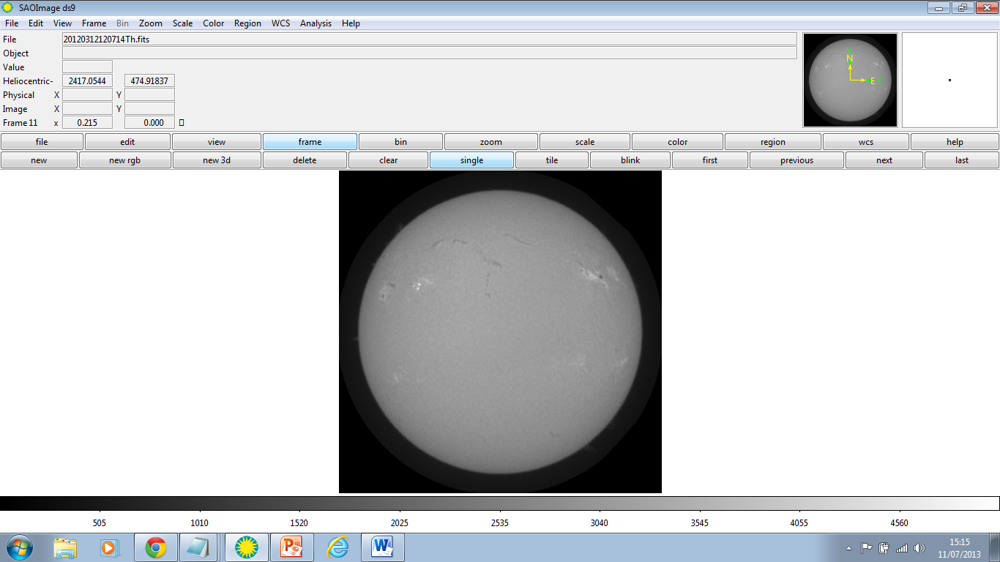 SAOImage ds9
File Edit View Frame Bin Zoom Scale Color Region WCS Analysis Help
File 20120312120714Th.fits
Object
Value
Heliocentric- 2417.0544 474.91837
Physical X Y
Image X Y
Frame 11 x 0.215 0.000
N
E
file edit view frame bin zoom scale color region wcs help
new new rgb new 3d delete clear single tile blink first previous next last
505 1010 1520 2025 2535 3040 3545 4055 4560
15:15
11/07/2013